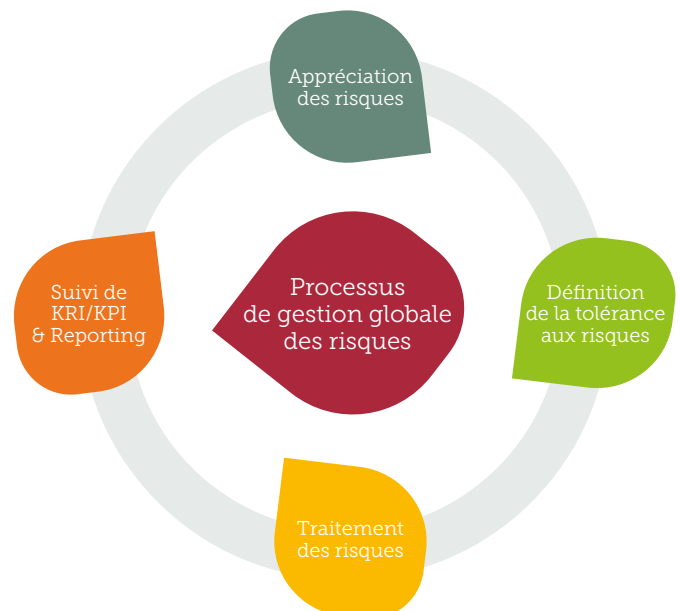 Appréciation
des risques
Suivi de
KRI/KPI
& Reporting
Processus
de gestion globale
des risques
Définition
de la tolérance
aux risques
Traitement
des risques